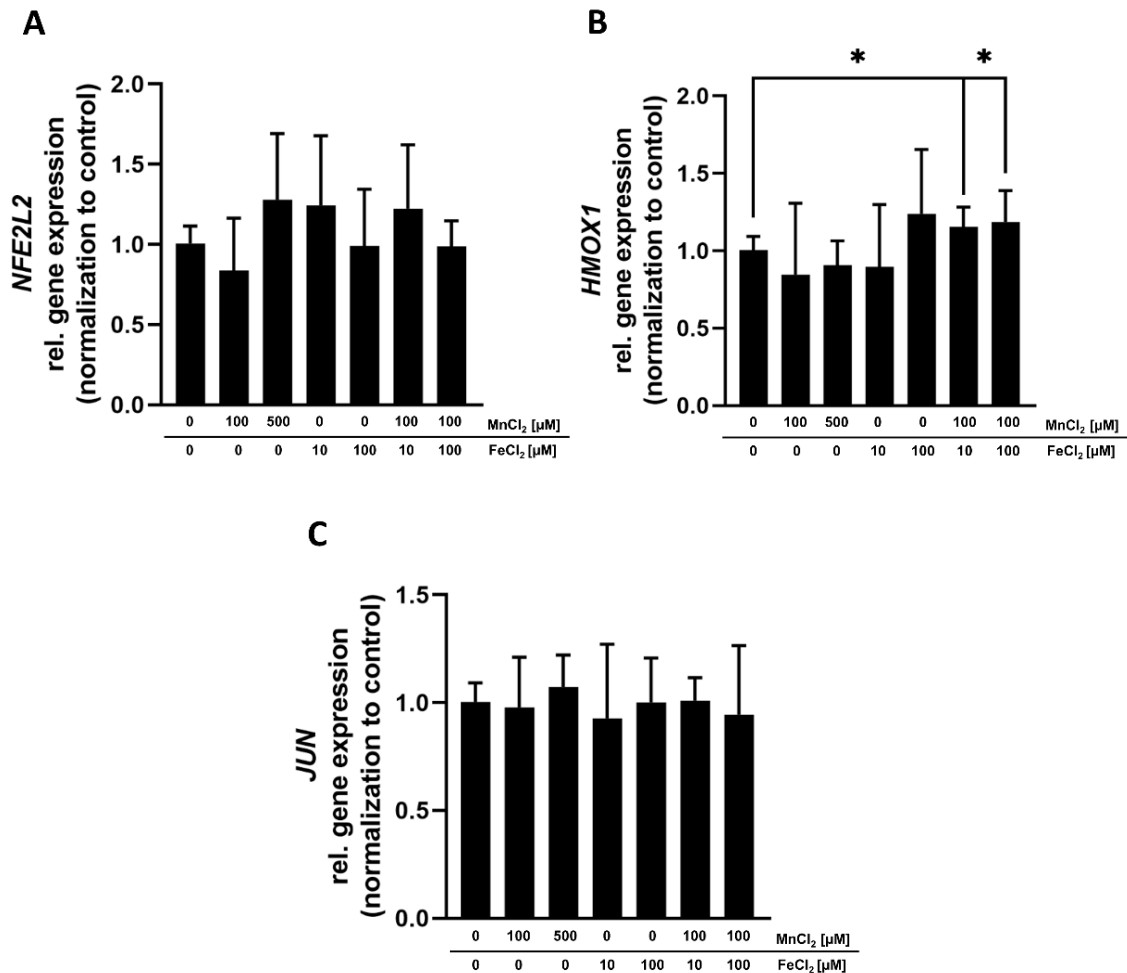 A
NFE2L2
rel. gene expression
(normalization to control)
2.0
1.5
1.0
0.5
0.0
0 100 500 0 0 100 100 MnCl₂ [µM]
0 0 0 10 100 10 100 FeCl₂ [µM]
B
* *
HMOX1
rel. gene expression
(normalization to control)
2.0
1.5
1.0
0.5
0.0
0 100 500 0 0 100 100 MnCl₂ [µM]
0 0 0 10 100 10 100 FeCl₂ [µM]
C
JUN
rel. gene expression
(normalization to control)
1.5
1.0
0.5
0.0
0 100 500 0 0 100 100 MnCl₂ [µM]
0 0 0 10 100 10 100 FeCl₂ [µM]